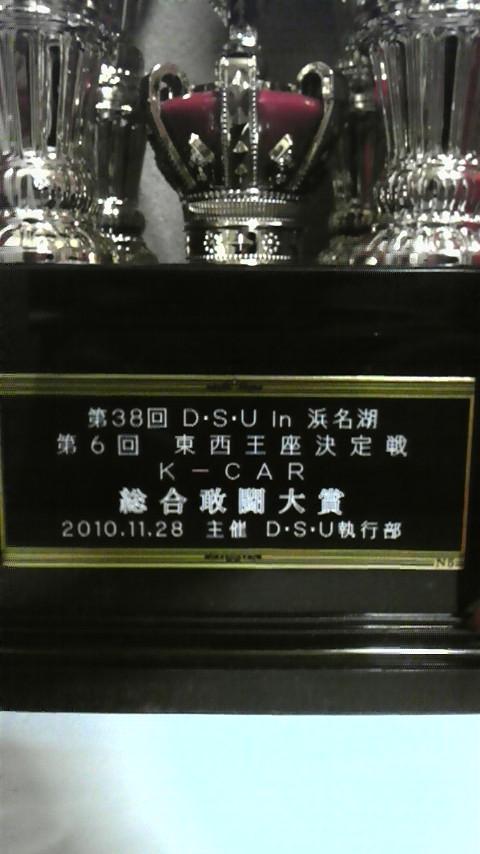 第38回 D・S・U In 浜名湖
第6回 東西王座決定戦
K－CAR
総合敢闘大賞
2010.11.28 主催 D・S・U執行部